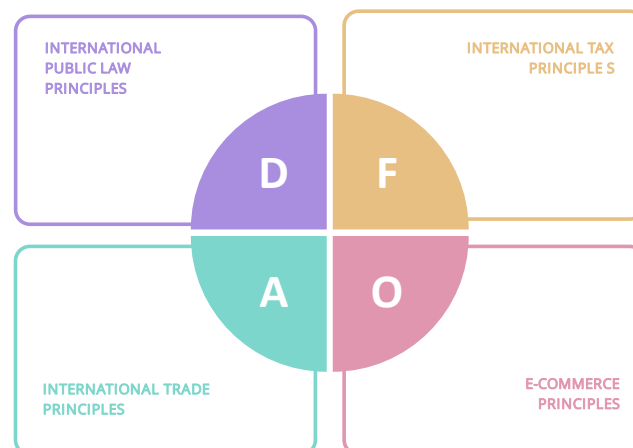 INTERNATIONAL
PUBLIC LAW
PRINCIPLES
INTERNATIONAL TAX
PRINCIPLE S
D
F
A
O
INTERNATIONAL TRADE
PRINCIPLES
E-COMMERCE
PRINCIPLES